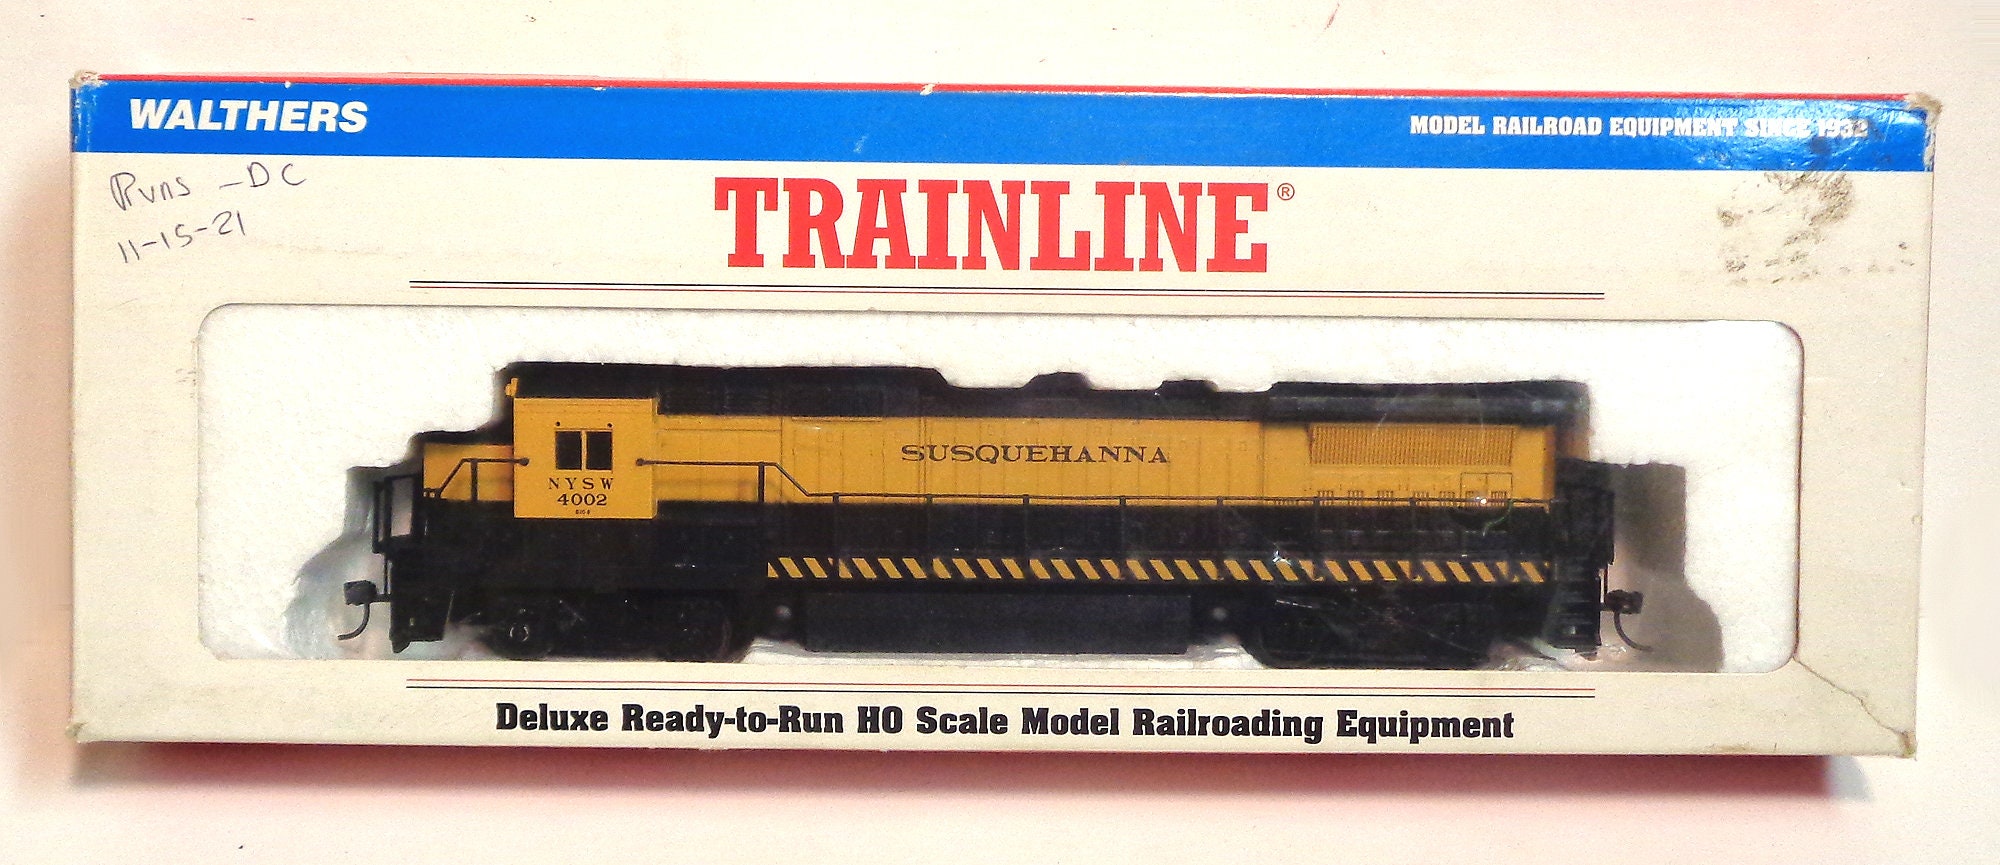 WALTHERS
MODEL RAILROAD EQUIPMENT SINCE 1932
Runs - DC
11-15-21
TRAINLINE®
SUSQUEHANNA
NYSW
4002
Deluxe Ready-to-Run HO Scale Model Railroading Equipment